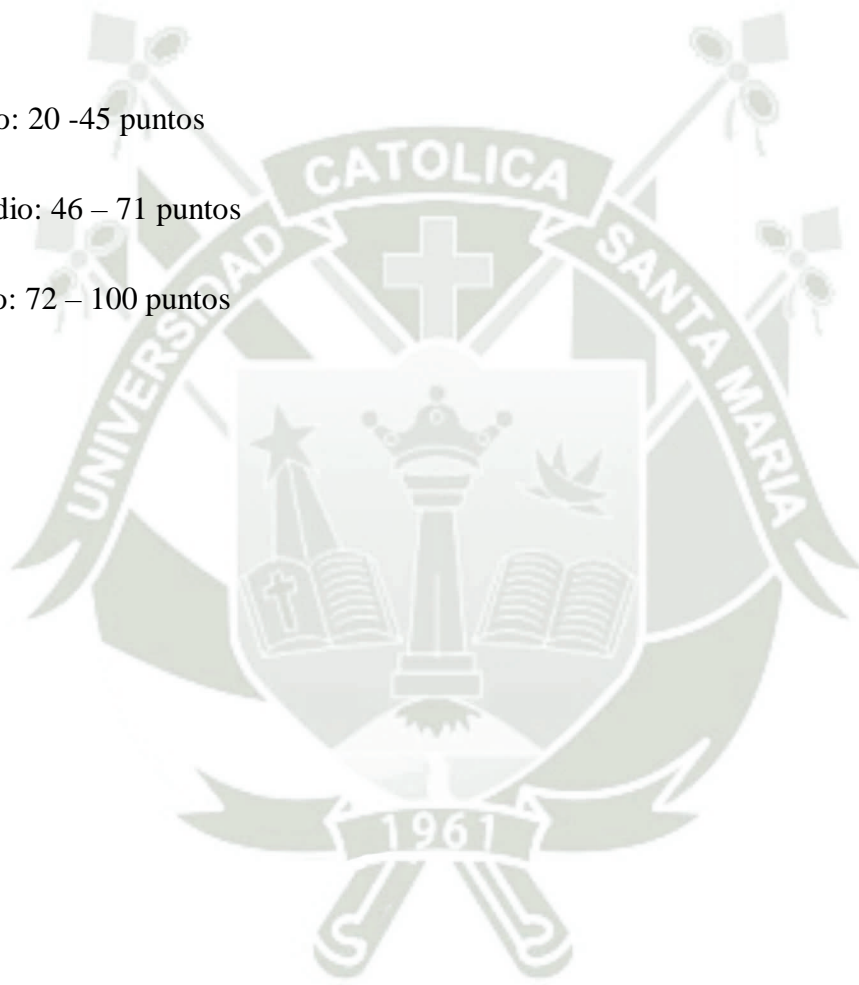 o: 20 -45 puntos
CATOLICA
dio: 46 – 71 puntos
UNIVERSIDAD
SANTA MARIA
o: 72 – 100 puntos
1961